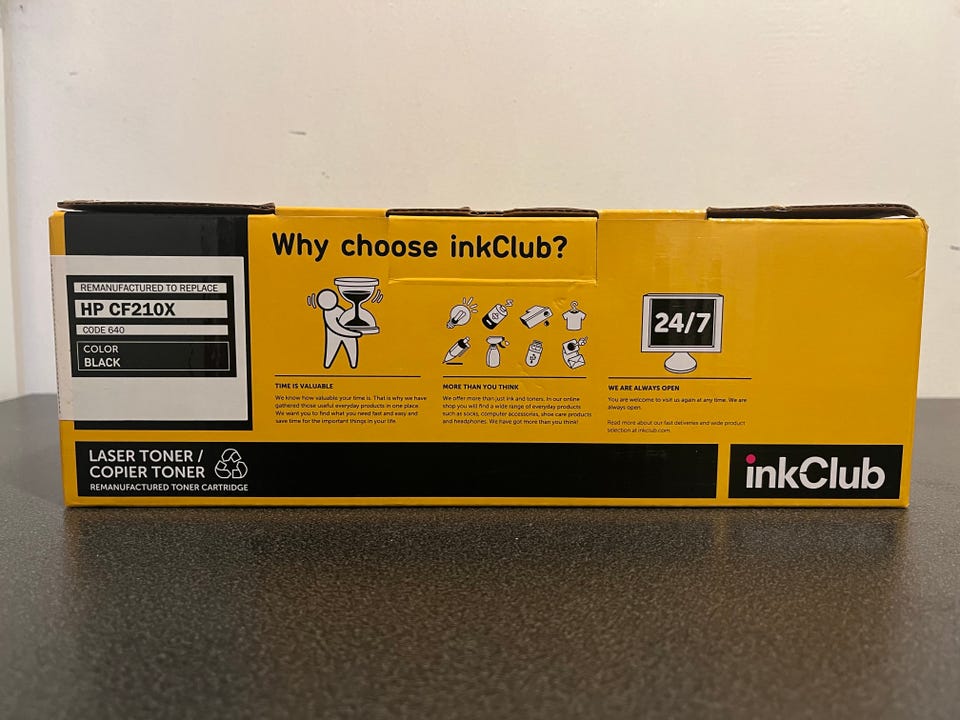 Why choose inkClub?
REMANUFACTURED TO REPLACE
HP CF210X
CODE 640
COLOR
BLACK
TIME IS VALUABLE
We know how valuable your time is. That is why we have
gathered those useful everyday products in one place.
We want you to find what you need fast and easy and
save time for the important things in your life.
MORE THAN YOU THINK
We offer more than just ink and toners. In our online
shop you will find a wide range of everyday products
such as socks, computer accessories, shoe care products
and headphones. We have got more than you think!
24/7
WE ARE ALWAYS OPEN
You are welcome to visit us again at any time. We are
always open.
Read more about our fast deliveries and wide product
selection at inkclub.com.
LASER TONER /
COPIER TONER
REMANUFACTURED TONER CARTRIDGE
inkClub